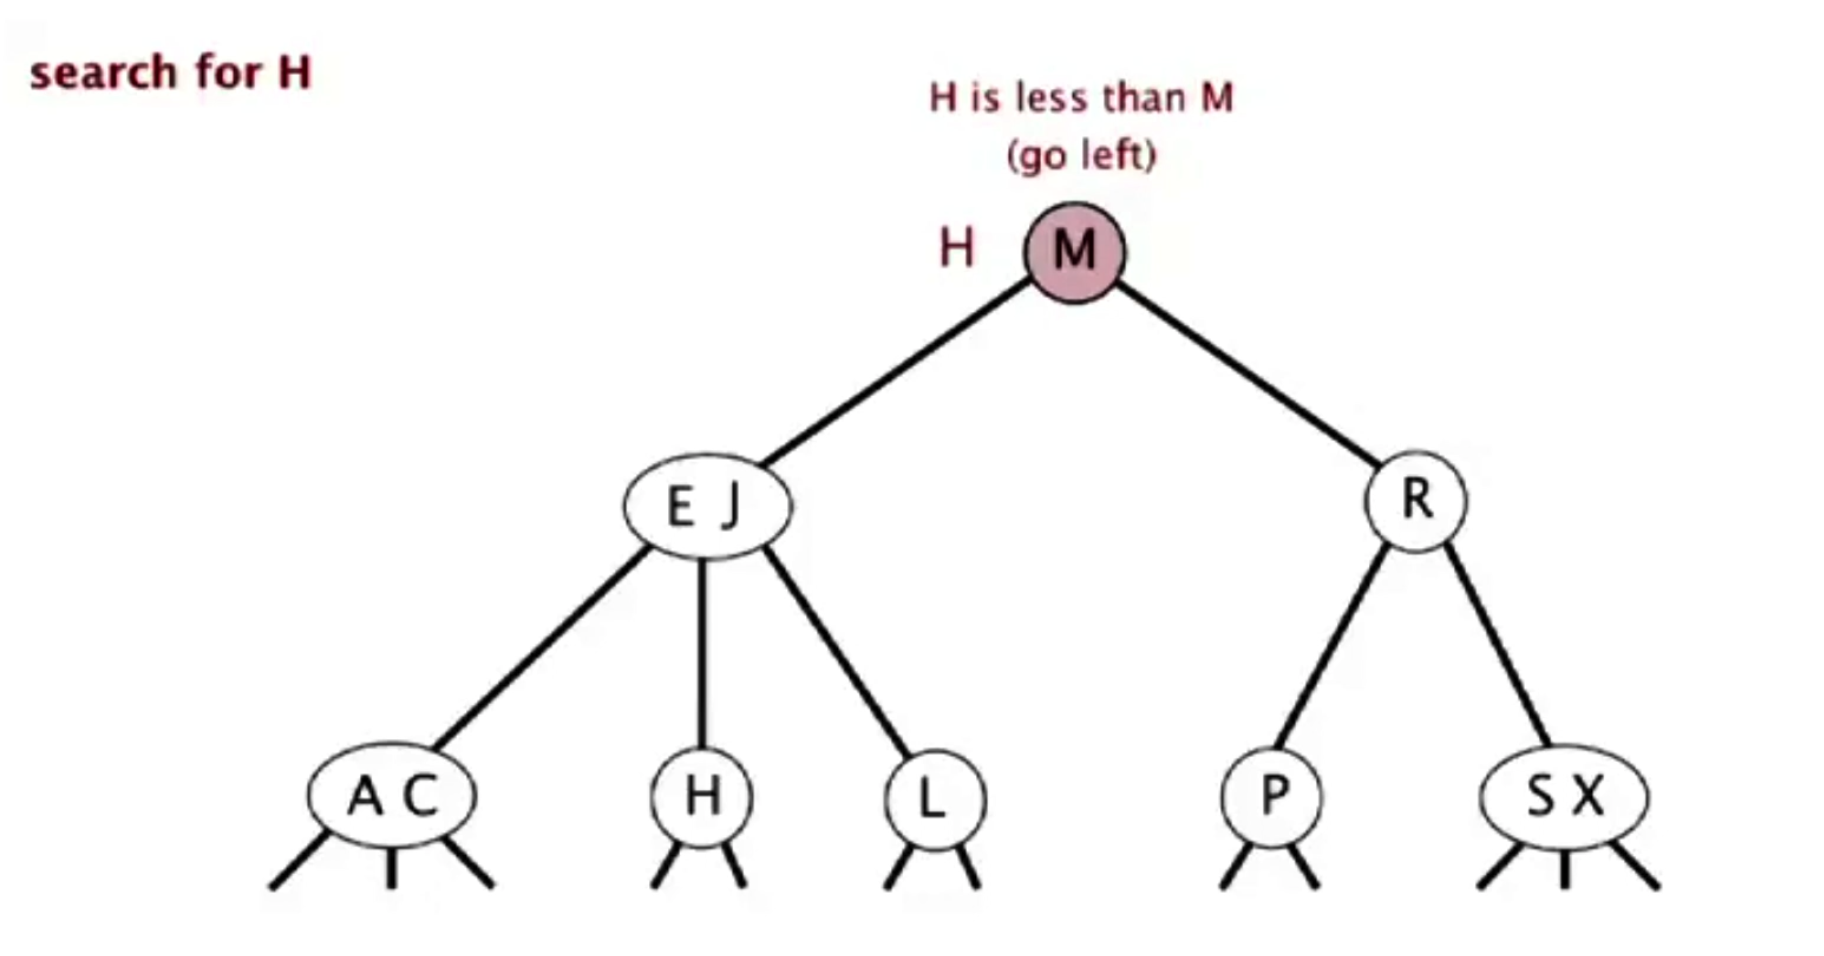 search for H
H is less than M
(go left)
H M
E J R
A C H L P S X